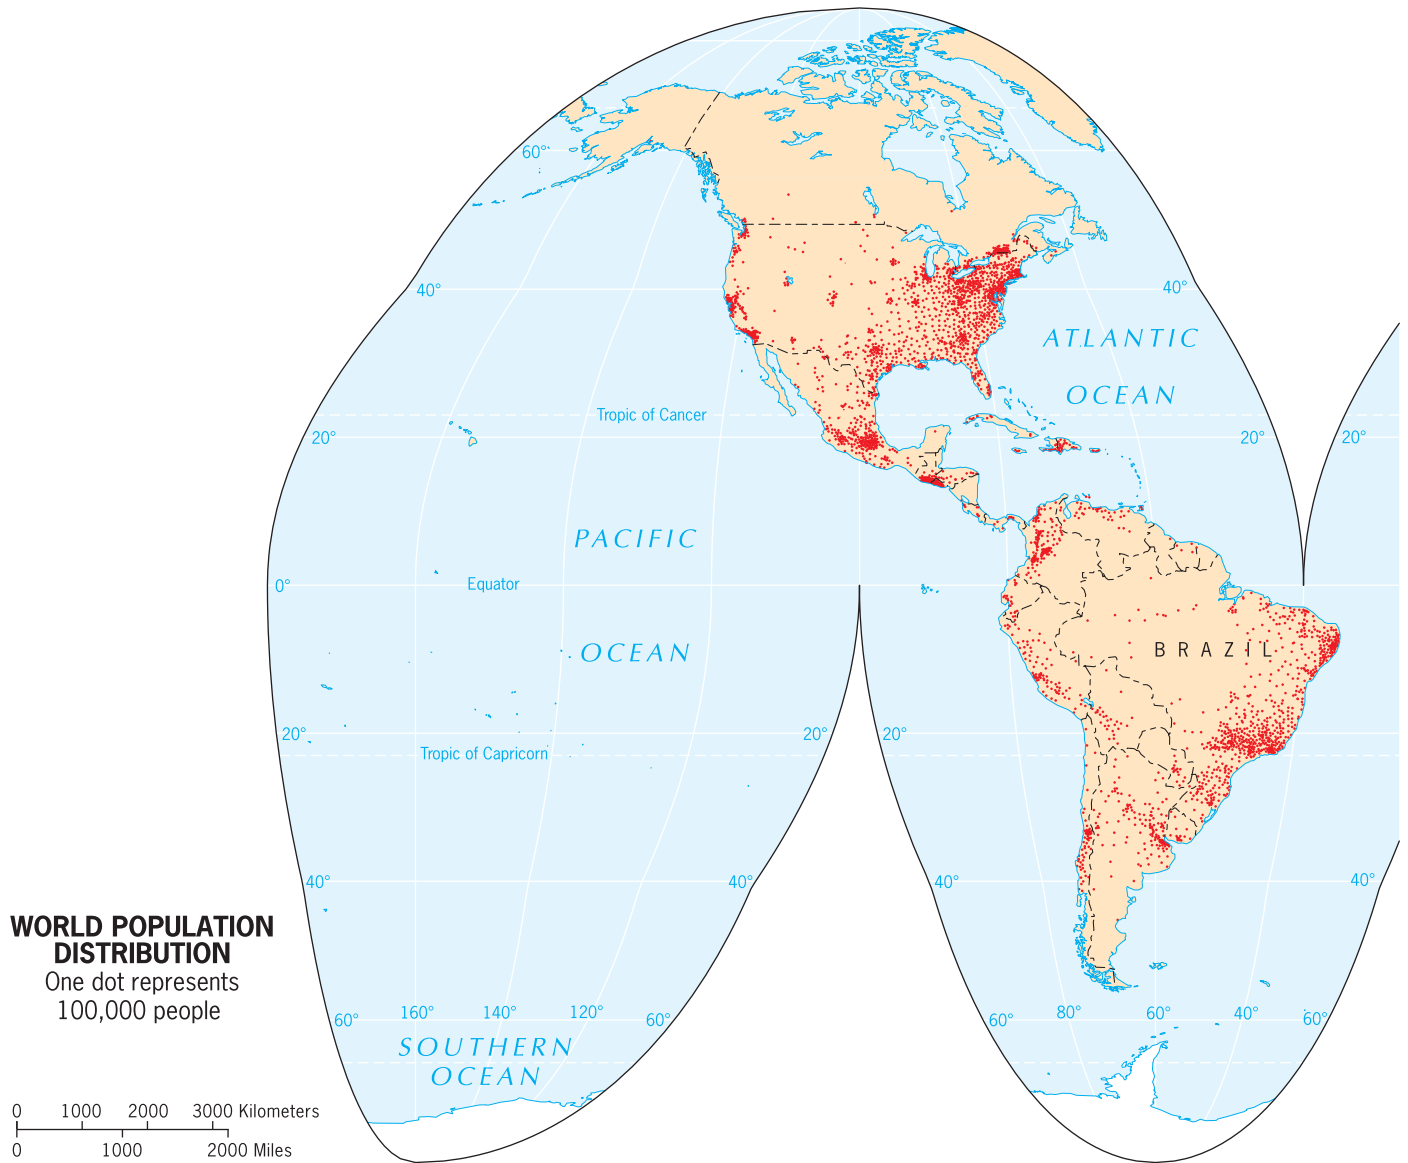 60°
40°
40°
ATLANTIC
OCEAN
Tropic of Cancer
20°
20°
20°
PACIFIC
0°
Equator
OCEAN
BRAZIL
20°
20°
20°
Tropic of Capricorn
40°
40°
40°
40°
WORLD POPULATION
DISTRIBUTION
One dot represents
100,000 people
60°
160°
140°
120°
60°
60°
80°
60°
40°
60°
SOUTHERN
OCEAN
0 1000 2000 3000 Kilometers
0 1000 2000 Miles